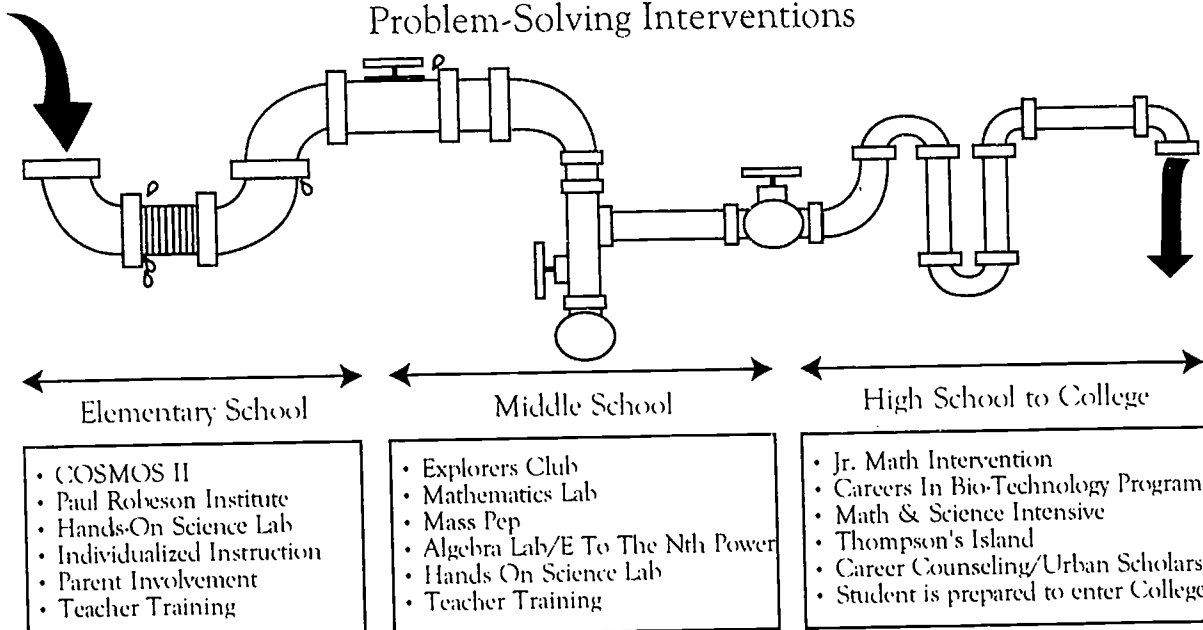 Problem-Solving Interventions
Elementary School
• COSMOS II
• Paul Robeson Institute
• Hands-On Science Lab
• Individualized Instruction
• Parent Involvement
• Teacher Training
Middle School
• Explorers Club
• Mathematics Lab
• Mass Pep
• Algebra Lab/E To The Nth Power
• Hands On Science Lab
• Teacher Training
High School to College
• Jr. Math Intervention
• Careers In Bio-Technology Program
• Math & Science Intensive
• Thompson's Island
• Career Counseling/Urban Scholars
• Student is prepared to enter College